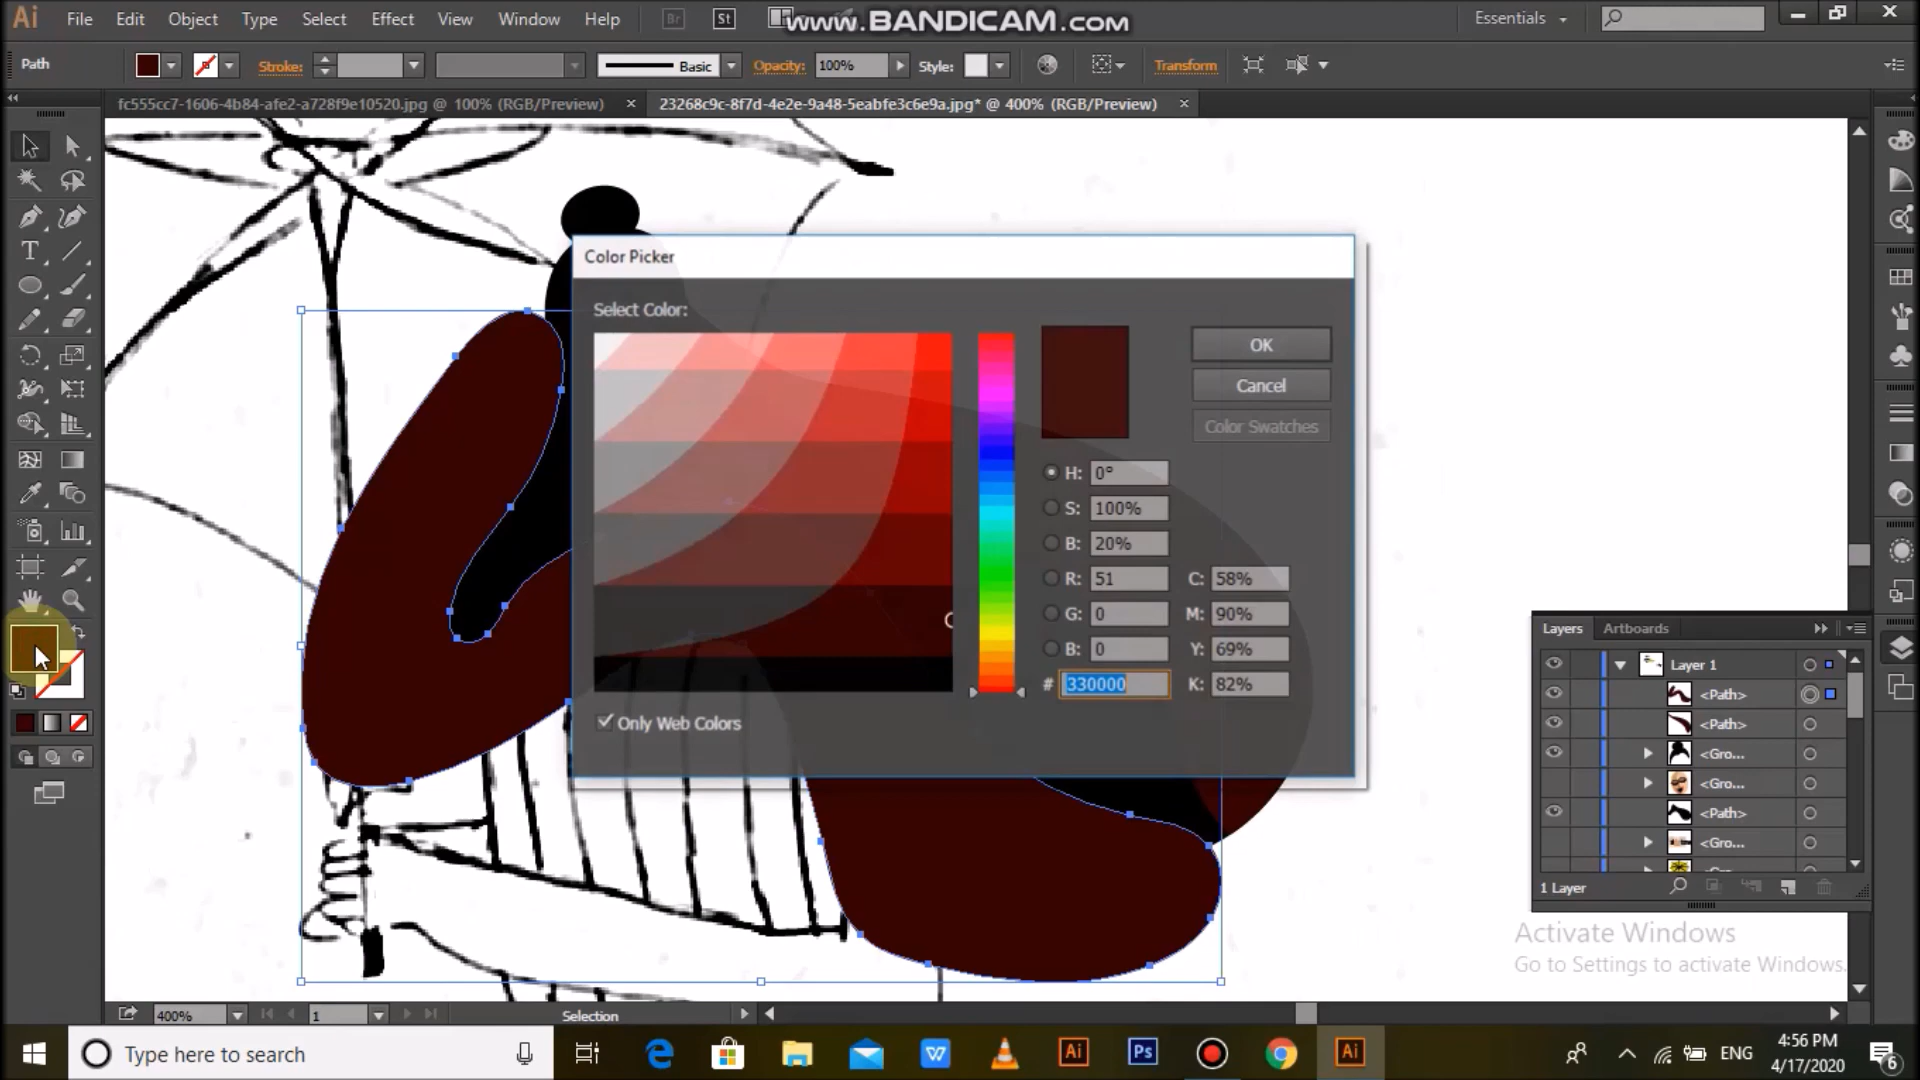 Ai File Edit Object Type Select Effect View Window Help Br St www.BANDICAM.com Essentials
Path Stroke: Basic Opacity: 100% Style: Transform
fc555cc7-1606-4b84-afe2-a728f9e10520.jpg @ 100% (RGB/Preview) 23268c9c-8f7d-4e2e-9a48-5eabfe3c6e9a.jpg* @ 400% (RGB/Preview)
Color Picker
Select Color:
OK
Cancel
Color Swatches
H: 0°
S: 100%
B: 20%
R: 51 C: 58%
G: 0 M: 90%
B: 0 Y: 69%
# 330000 K: 82%
Only Web Colors
Layers Artboards
Layer 1
<Path>
<Path>
<Gro...
<Gro...
<Path>
<Gro...
1 Layer
Activate Windows
Go to Settings to activate Windows.
400% 1 Selection
Type here to search
Ai Ps Ai
ENG
4:56 PM
4/17/2020
6